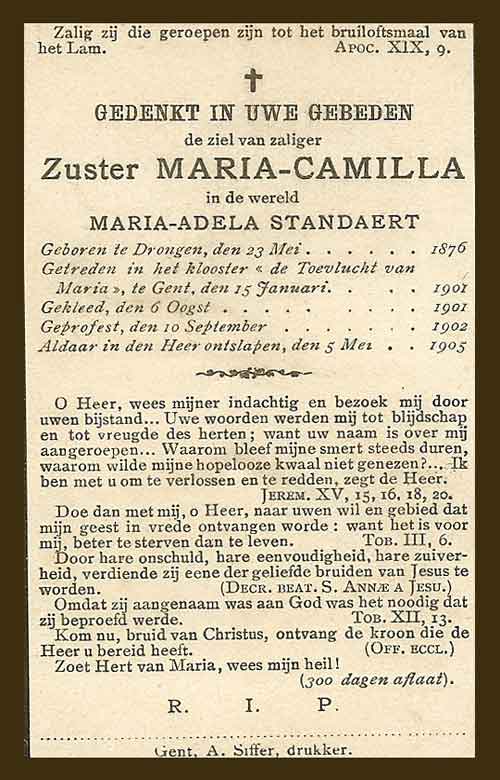 Zalig zij die geroepen zijn tot het bruiloftsmaal van
het Lam. Apoc. XIX, 9.
✝
GEDENKT IN UWE GEBEDEN
de ziel van zaliger
Zuster MARIA-CAMILLA
in de wereld
MARIA-ADELA STANDAERT
Geboren te Drongen, den 23 Mei . . . . . . 1876
Getreden in het klooster « de Toevlucht van
Maria », te Gent, den 15 Januari. . . . . 1901
Gekleed, den 6 Oogst . . . . . . . . . 1901
Geprofest, den 10 September . . . . . . . 1902
Aldaar in den Heer ontslapen, den 5 Mei . . 1905
O Heer, wees mijner indachtig en bezoek mij door
uwen bijstand... Uwe woorden werden mij tot blijdschap
en tot vreugde des herten ; want uw naam is over mij
aangeroepen... Waarom bleef mijne smert steeds duren,
waarom wilde mijne hopelooze kwaal niet genezen?... Ik
ben met u om te verlossen en te redden, zegt de Heer.
Jerem. XV, 15, 16, 18, 20.
Doe dan met mij, o Heer, naar uwen wil en gebied dat
mijn geest in vrede ontvangen worde : want het is voor
mij, beter te sterven dan te leven. Tob. III, 6.
Door hare onschuld, hare eenvoudigheid, hare zuiver-
heid, verdiende zij eene der geliefde bruiden van Jesus te
worden. (Decr. beat. S. Annæ a Jesu.)
Omdat zij aangenaam was aan God was het noodig dat
zij beproefd werde. Tob. XII, 13.
Kom nu, bruid van Christus, ontvang de kroon die de
Heer u bereid heeft. (Off. eccl.)
Zoet Hert van Maria, wees mijn heil!
(300 dagen aflaat).
R. I. P.
Gent, A. Siffer, drukker.